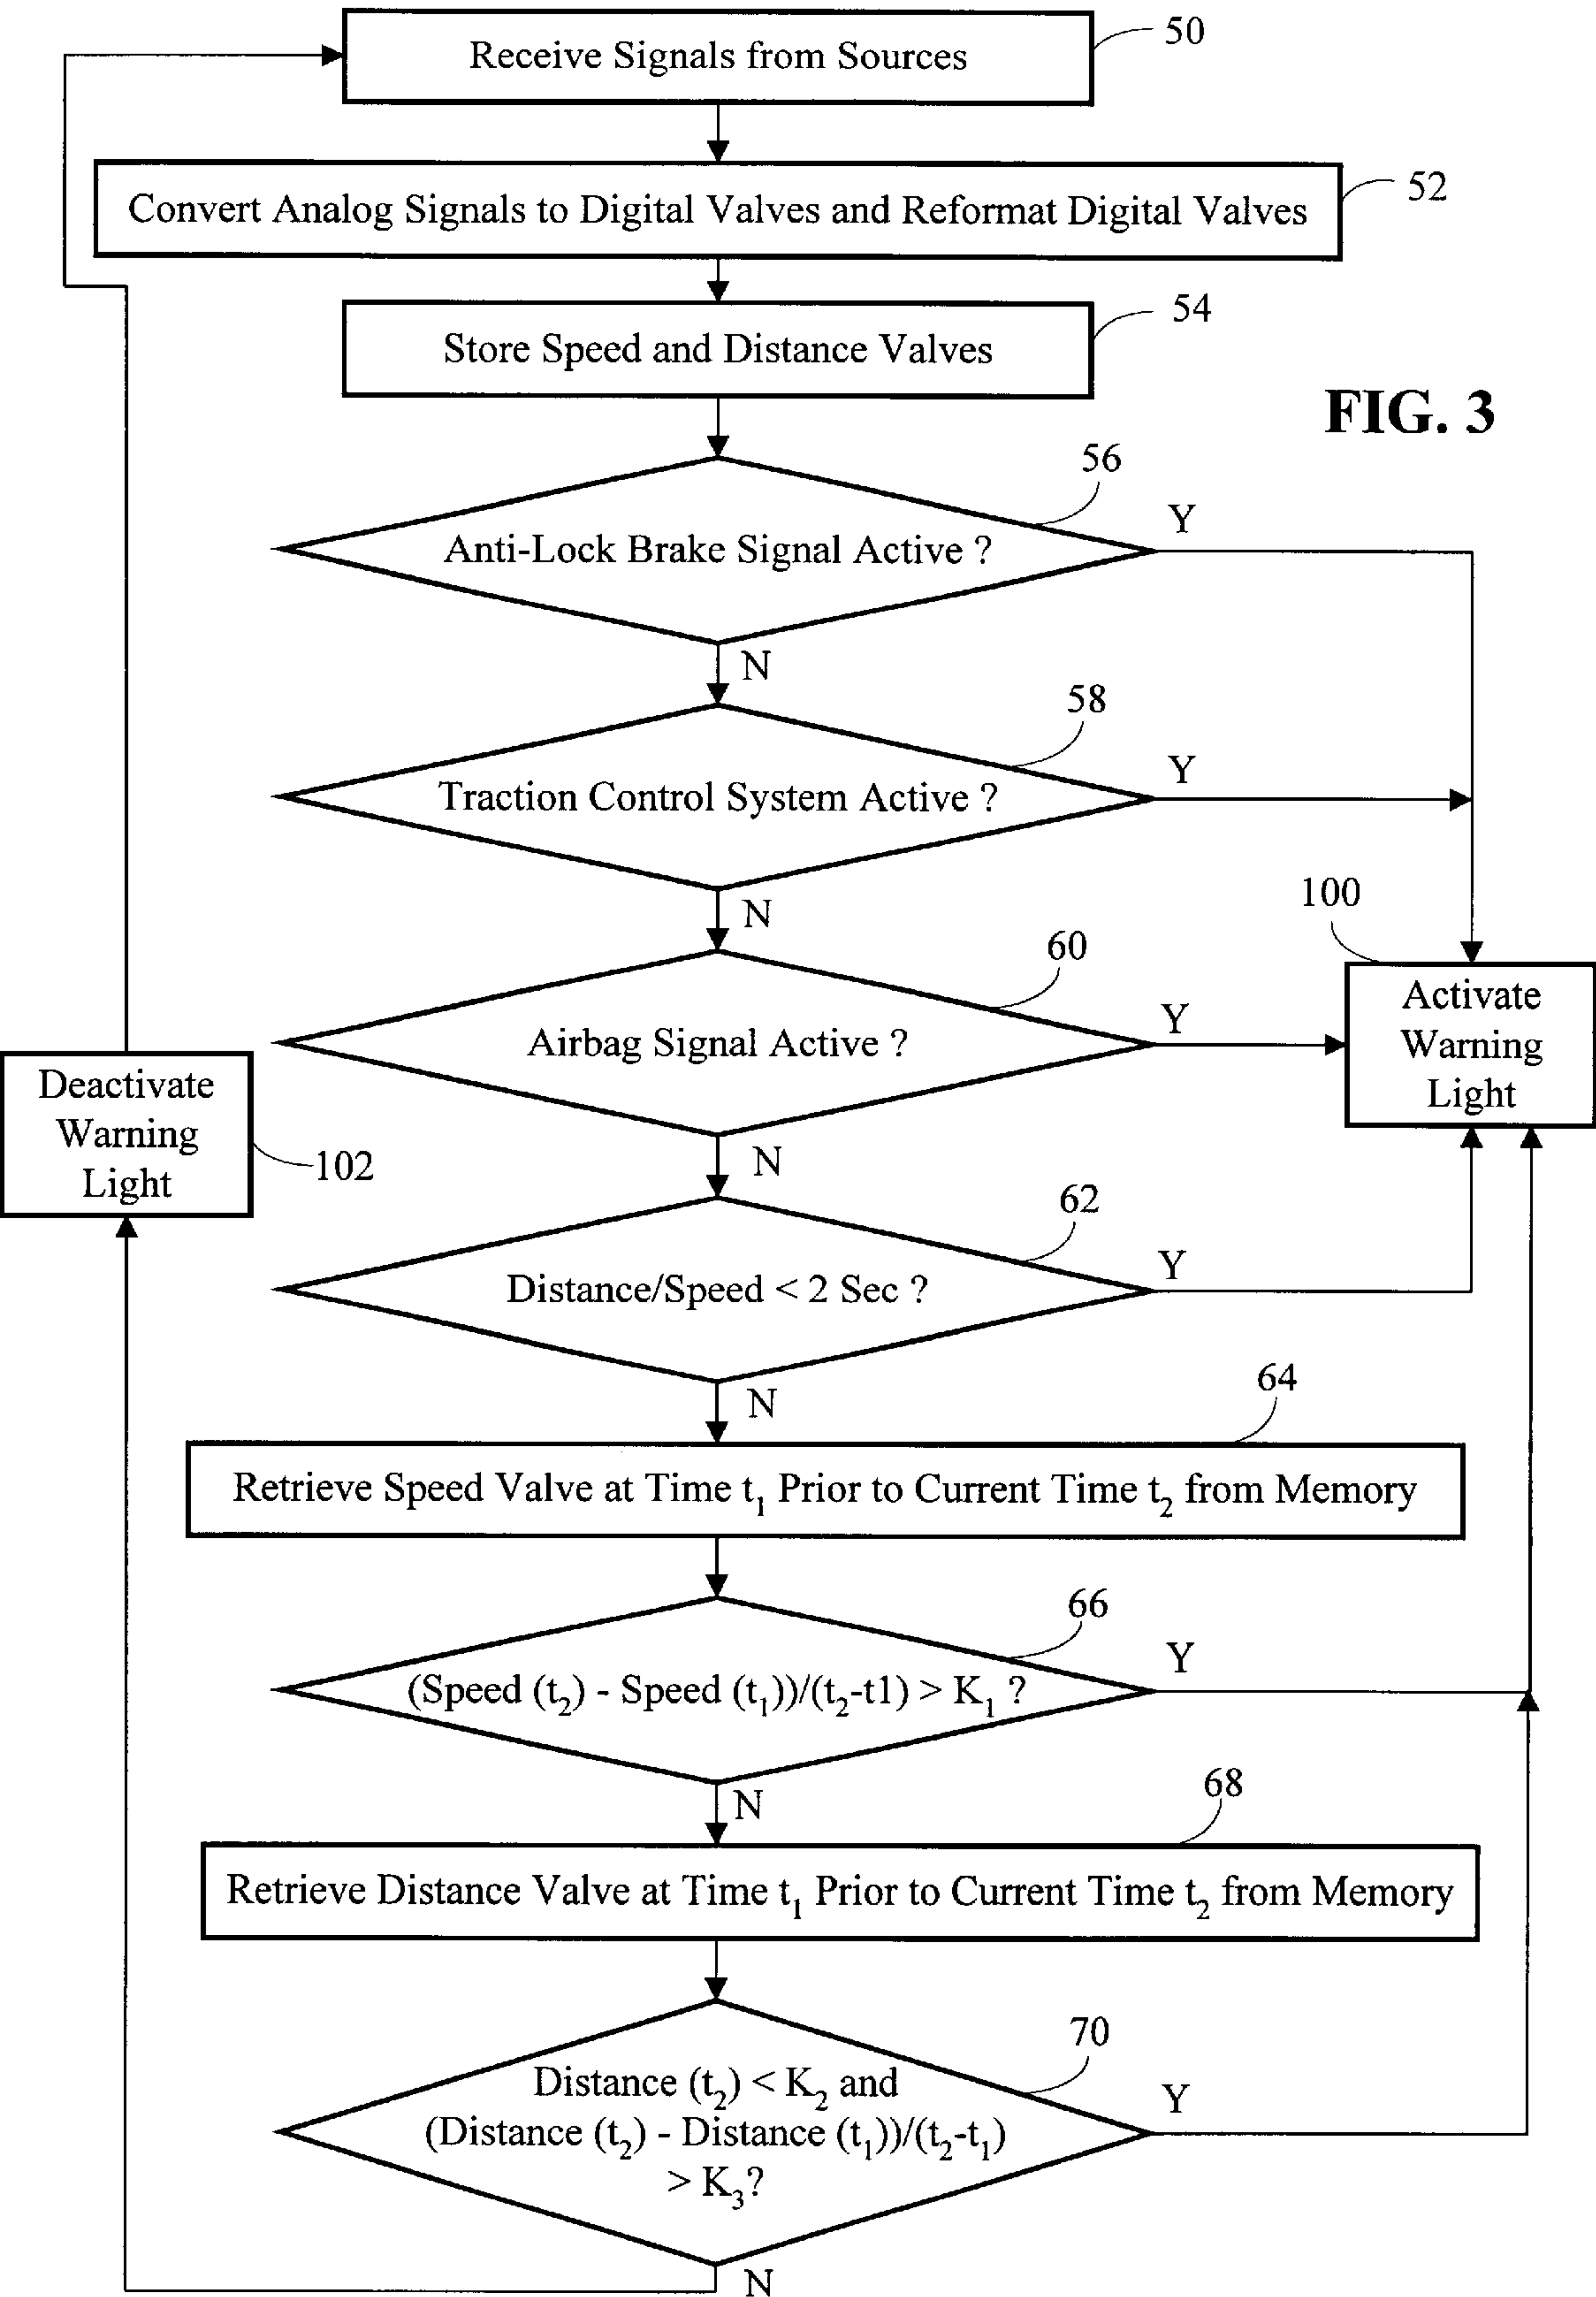 50
Receive Signals from Sources
52
Convert Analog Signals to Digital Valves and Reformat Digital Valves
54
Store Speed and Distance Valves
FIG. 3
56
Anti-Lock Brake Signal Active ?
Y
N
58
Traction Control System Active ?
Y
N
100
Activate
Warning
Light
60
Airbag Signal Active ?
Y
N
Deactivate
Warning
Light
102
62
Distance/Speed < 2 Sec ?
Y
N
64
Retrieve Speed Valve at Time t₁ Prior to Current Time t₂ from Memory
66
(Speed (t₂) - Speed (t₁))/(t₂-t1) > K₁ ?
Y
N
68
Retrieve Distance Valve at Time t₁ Prior to Current Time t₂ from Memory
70
Distance (t₂) < K₂ and
(Distance (t₂) - Distance (t₁))/(t₂-t₁)
> K₃?
Y
N